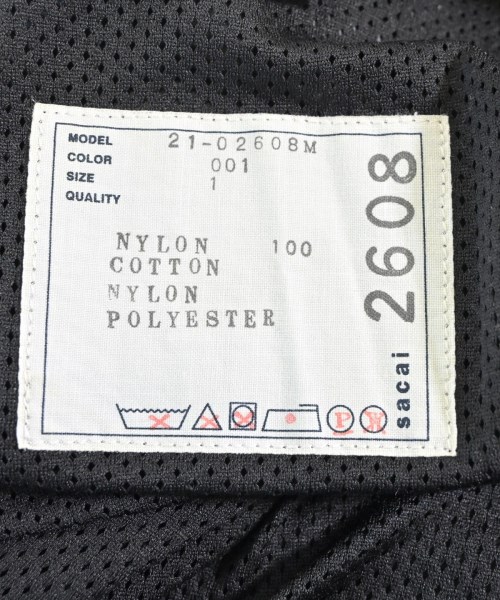 MODEL 21-02608M
COLOR 001
SIZE 1
QUALITY
NYLON 100
COTTON
NYLON
POLYESTER
P W
sacai 2608